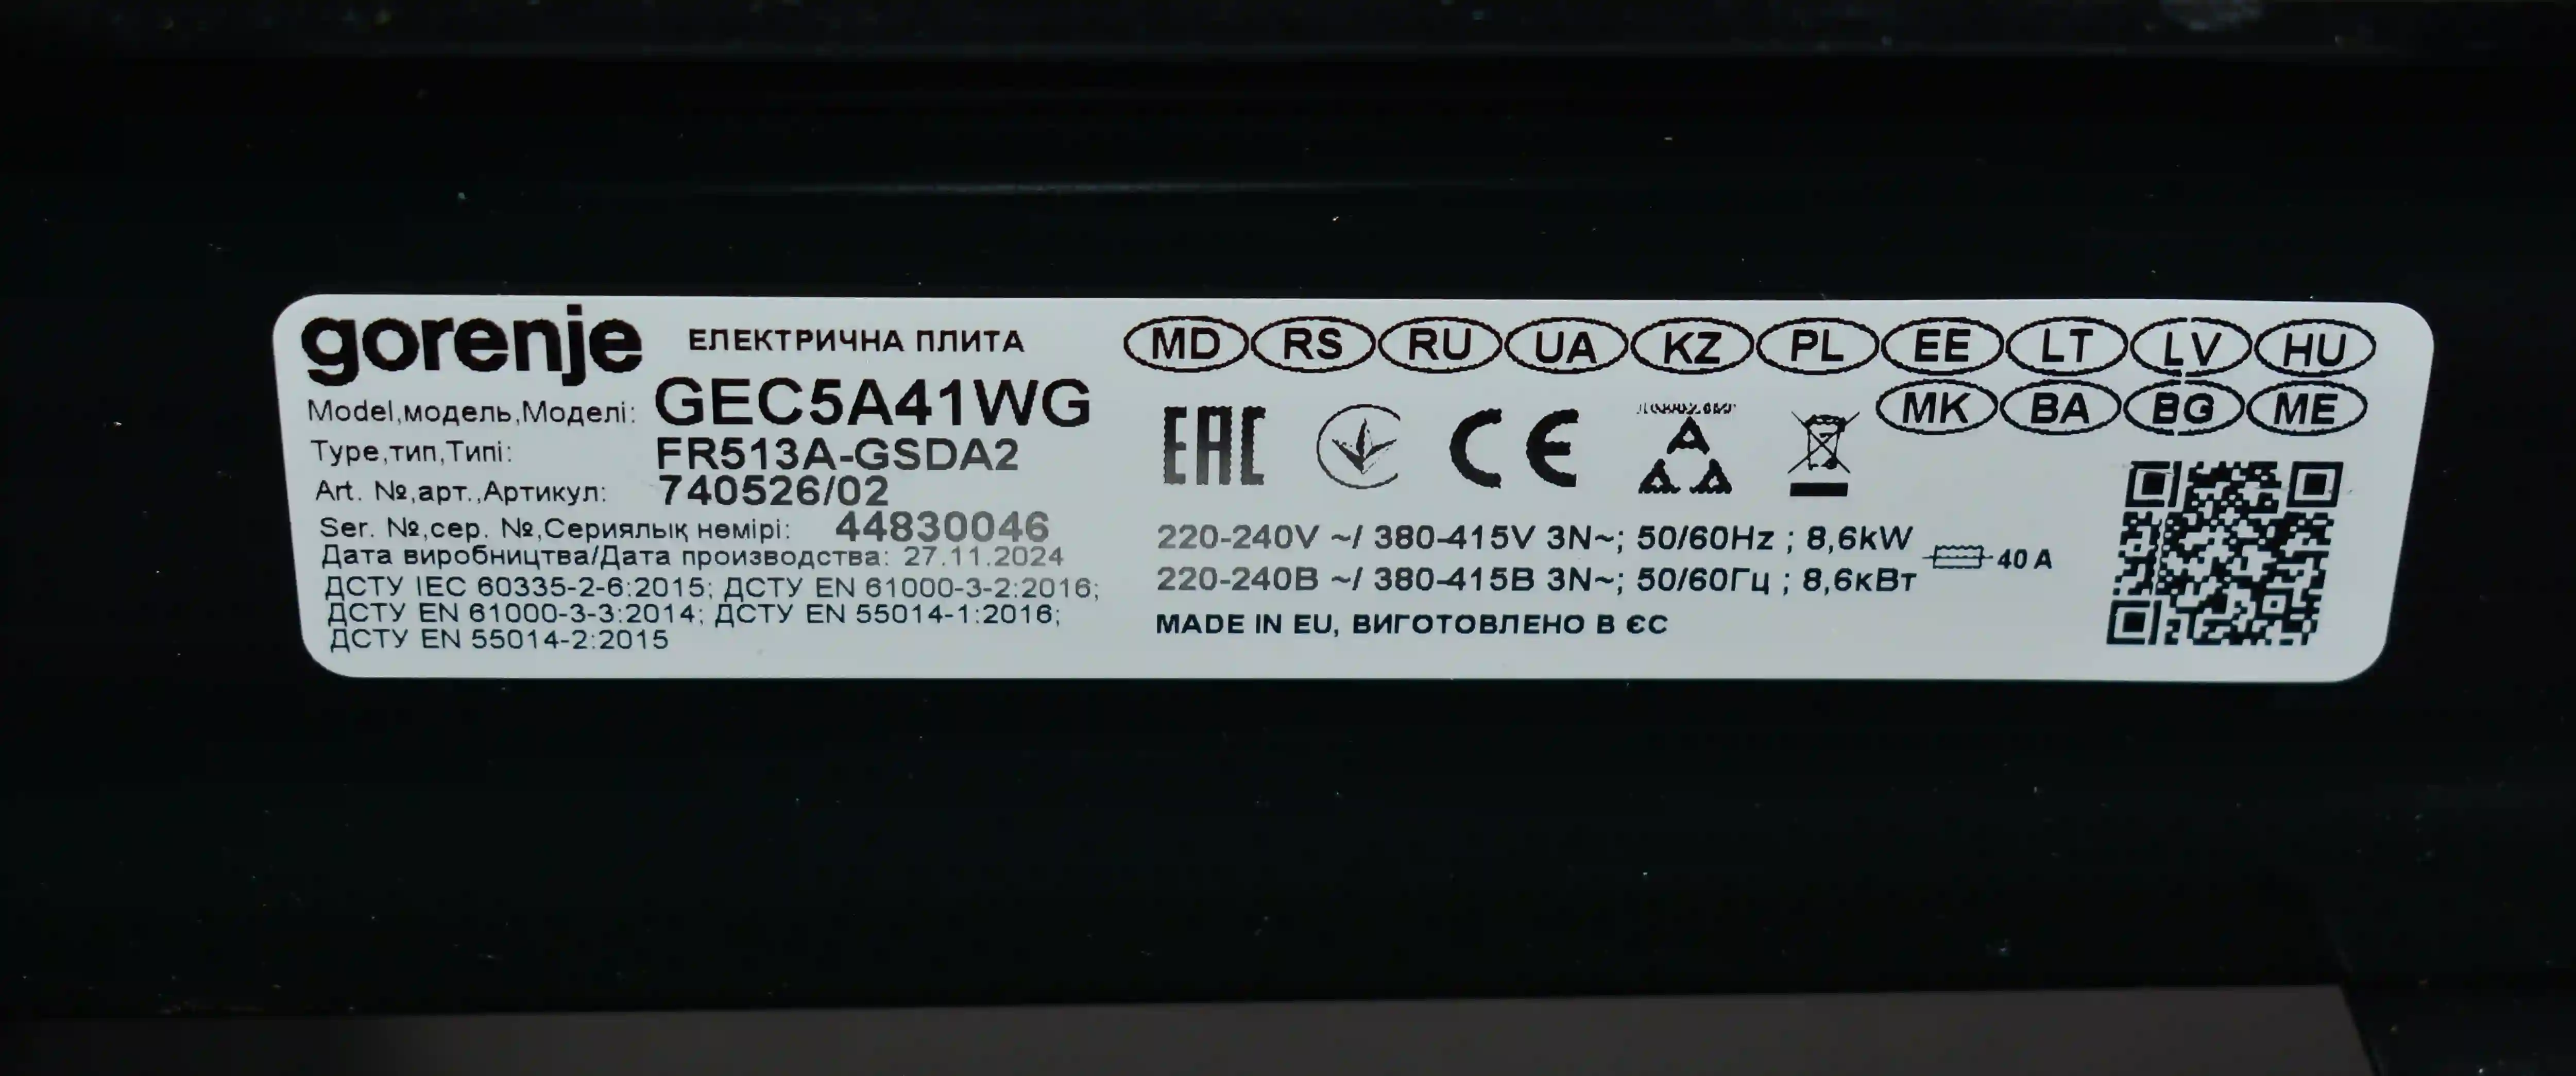 gorenje ЕЛЕКТРИЧНА ПЛИТА
Model,модель,Моделі: GEC5A41WG
Type,тип,Типі: FR513A-GSDA2
Art. №,арт.,Артикул: 740526/02
Ser. №,сер. №,Сериялық немірі: 44830046
Дата виробництва/Дата производства: 27.11.2024
ДСТУ IEC 60335-2-6:2015; ДСТУ EN 61000-3-2:2016;
ДСТУ EN 61000-3-3:2014; ДСТУ EN 55014-1:2016;
ДСТУ EN 55014-2:2015
MD RS RU UA KZ PL EE LT LV HU
MK BA BG ME
EAC CE
A
A A
220-240V ~/ 380-415V 3N~; 50/60Hz ; 8,6kW
220-240В ~/ 380-415В 3N~; 50/60Гц ; 8,6кВт
40 A
MADE IN EU, ВИГОТОВЛЕНО В ЄС